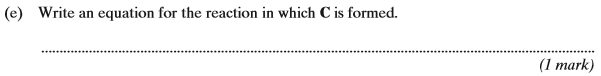 (e) Write an equation for the reaction in which C is formed.
(1 mark)